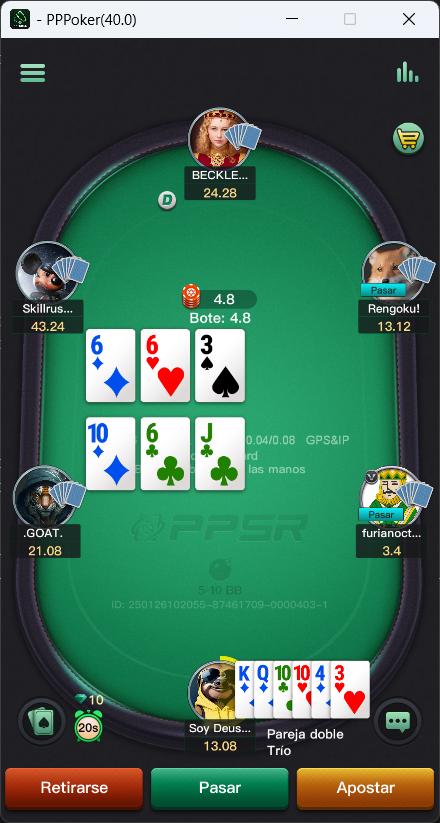 - PPPoker(40.0)
BECKLE...
24.28
D
Skillrus...
43.24
Pasar
Rengoku!
13.12
4.8
Bote: 4.8
6 6 3
10 6 J
0.04/0.08 GPS&IP
las manos
.GOAT.
21.08
Pasar
furianoct...
3.4
PPSR
5-10 BB
ID: 250126102055-87461709-0000403-1
K Q 10 10 4 3
10
20s
Soy Deus...
13.08
Pareja doble
Trío
Retirarse
Pasar
Apostar